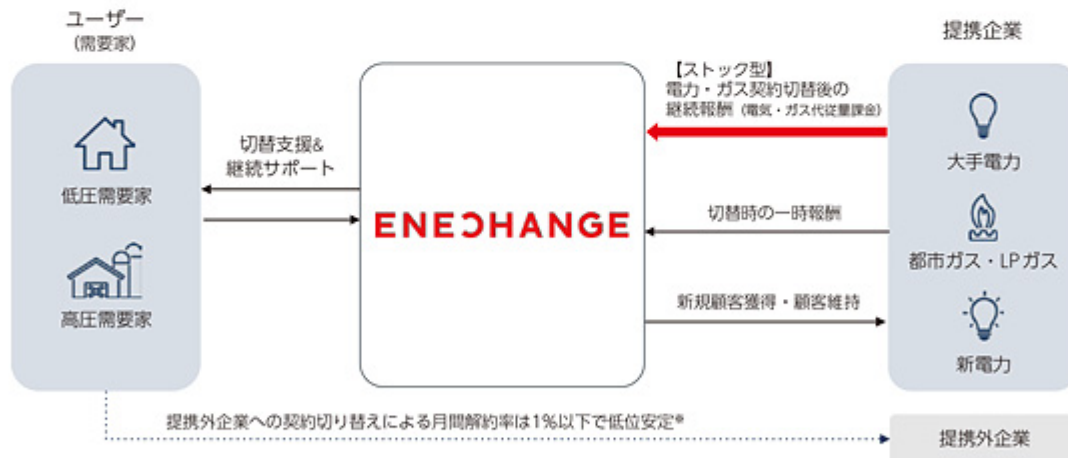 ユーザー
(需要家)
低圧需要家
高圧需要家
切替支援&
継続サポート
ENECHANGE
【ストック型】
電力・ガス契約切替後の
継続報酬（電気・ガス代従量課金）
切替時の一時報酬
新規顧客獲得・顧客維持
提携企業
大手電力
都市ガス・LPガス
新電力
提携外企業への契約切り替えによる月間解約率は1%以下で低位安定※
提携外企業